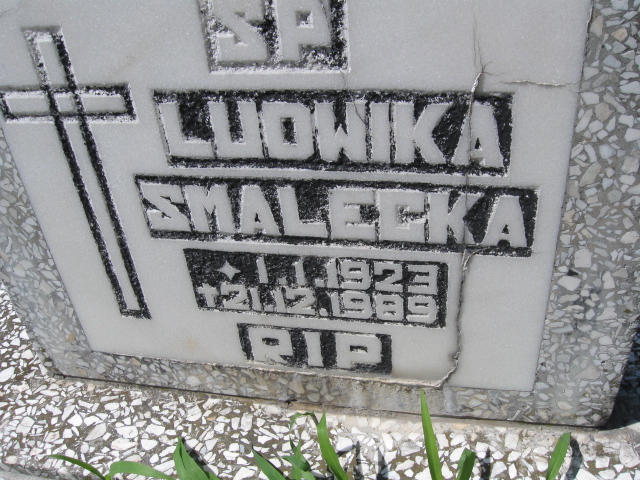 SP
LUDWIKA
SMALECKA
✦ 1.1.1923
†21.12.1989
RIP